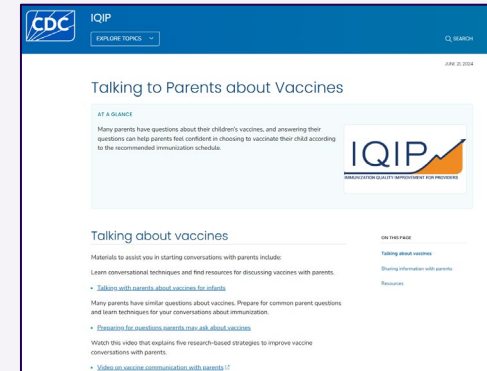 CDC
IQIP
EXPLORE TOPICS
SEARCH
JUNE 21, 2024
Talking to Parents about Vaccines
AT A GLANCE
Many parents have questions about their children's vaccines, and answering their
questions can help parents feel confident in choosing to vaccinate their child according
to the recommended immunization schedule.
IQIP
IMMUNIZATION QUALITY IMPROVEMENT FOR PROVIDERS
Talking about vaccines
Materials to assist you in starting conversations with parents include:
Learn conversational techniques and find resources for discussing vaccines with parents.
• Talking with parents about vaccines for infants
Many parents have similar questions about vaccines. Prepare for common parent questions
and learn techniques for your conversations about immunization.
• Preparing for questions parents may ask about vaccines
Watch this video that explains five research-based strategies to improve vaccine
conversations with parents.
• Video on vaccine communication with parents
ON THIS PAGE
Talking about vaccines
Sharing information with parents
Resources